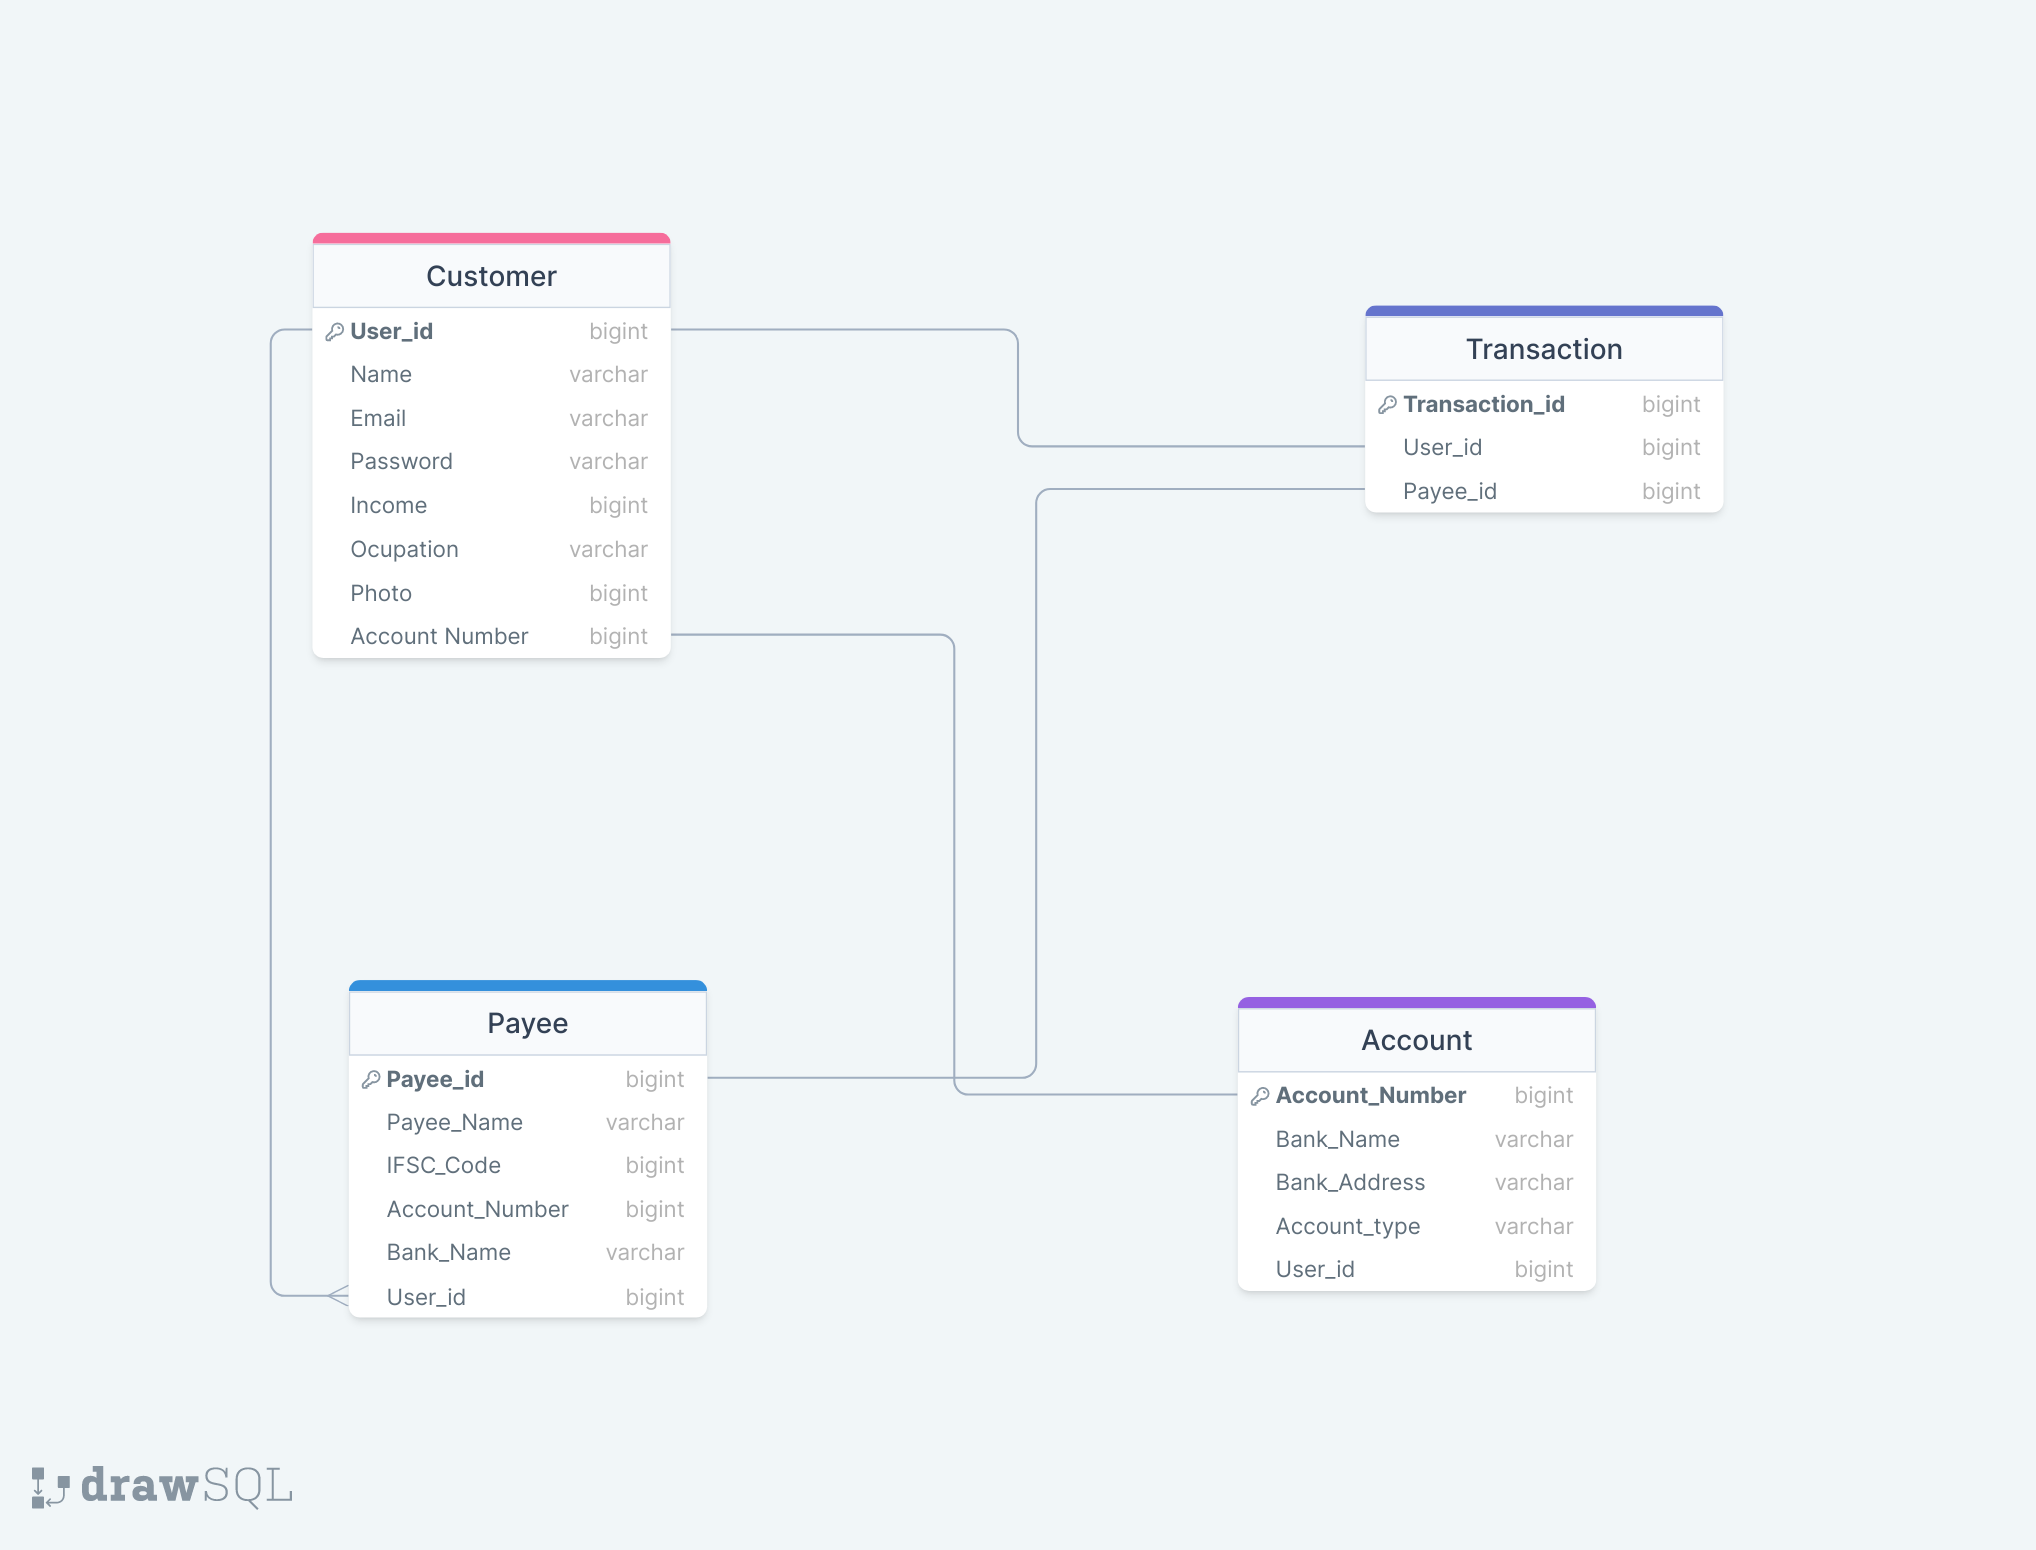 Customer
User_id bigint
Name varchar
Email varchar
Password varchar
Income bigint
Ocupation varchar
Photo bigint
Account Number bigint
Transaction
Transaction_id bigint
User_id bigint
Payee_id bigint
Payee
Payee_id bigint
Payee_Name varchar
IFSC_Code bigint
Account_Number bigint
Bank_Name varchar
User_id bigint
Account
Account_Number bigint
Bank_Name varchar
Bank_Address varchar
Account_type varchar
User_id bigint
drawSQL